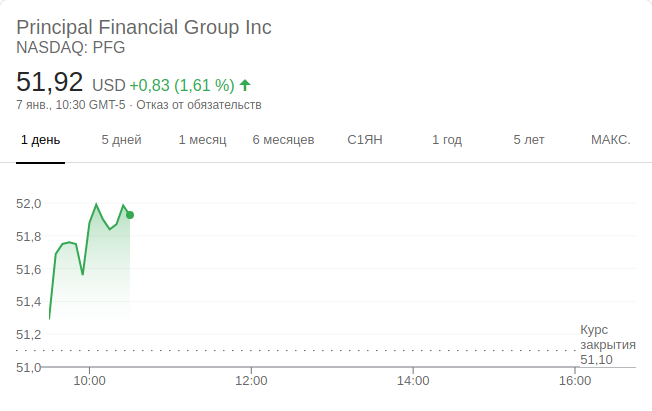 Principal Financial Group Inc
NASDAQ: PFG
51,92 USD +0,83 (1,61 %)
7 янв., 10:30 GMT-5 · Отказ от обязательств
1 день 5 дней 1 месяц 6 месяцев С1ЯН 1 год 5 лет МАКС.
52,0
51,8
51,6
51,4
51,2
51,0
Курс
закрытия
51,10
10:00 12:00 14:00 16:00